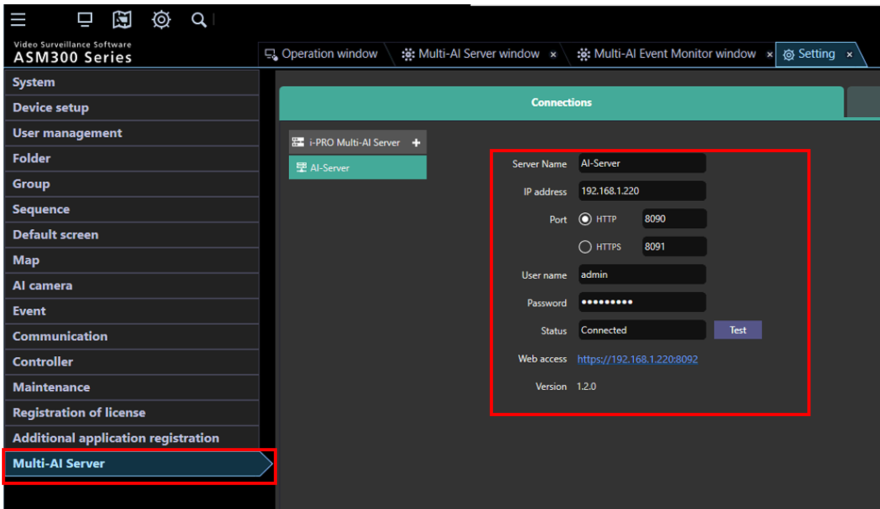 Video Surveillance Software
ASM300 Series
Operation window
Multi-AI Server window ×
Multi-AI Event Monitor window ×
Setting ×
System
Device setup
User management
Folder
Group
Sequence
Default screen
Map
AI camera
Event
Communication
Controller
Maintenance
Registration of license
Additional application registration
Multi-AI Server
Connections
i-PRO Multi-AI Server +
AI-Server
Server Name AI-Server
IP address 192.168.1.220
Port HTTP 8090
HTTPS 8091
User name admin
Password •••••••••
Status Connected Test
Web access https://192.168.1.220:8092
Version 1.2.0